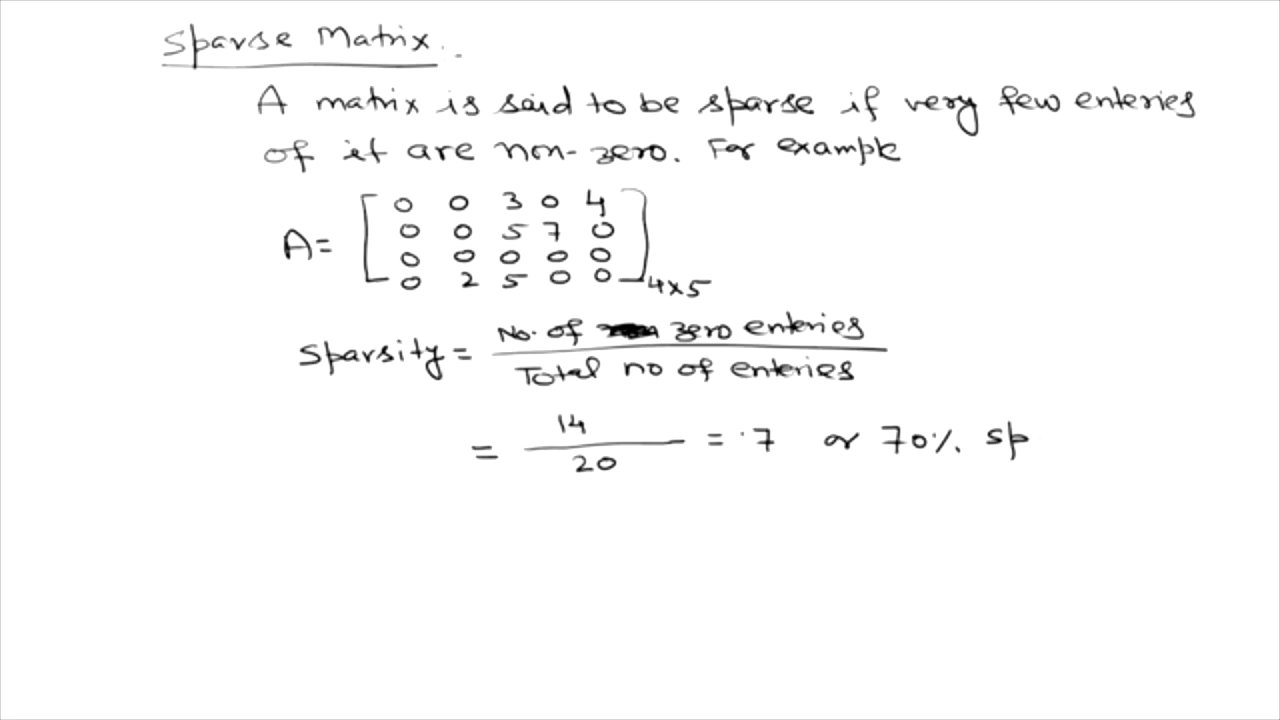 Sparse Matrix..
A matrix is said to be sparse if very few enteries
of it are non-zero. For example
A = [ 0 0 3 0 4
0 0 5 7 0
0 0 0 0 0
0 2 5 0 0 ] 4×5
Sparsity = No. of zero enteries
Total no of enteries
= 14 = .7 or 70% sp
20